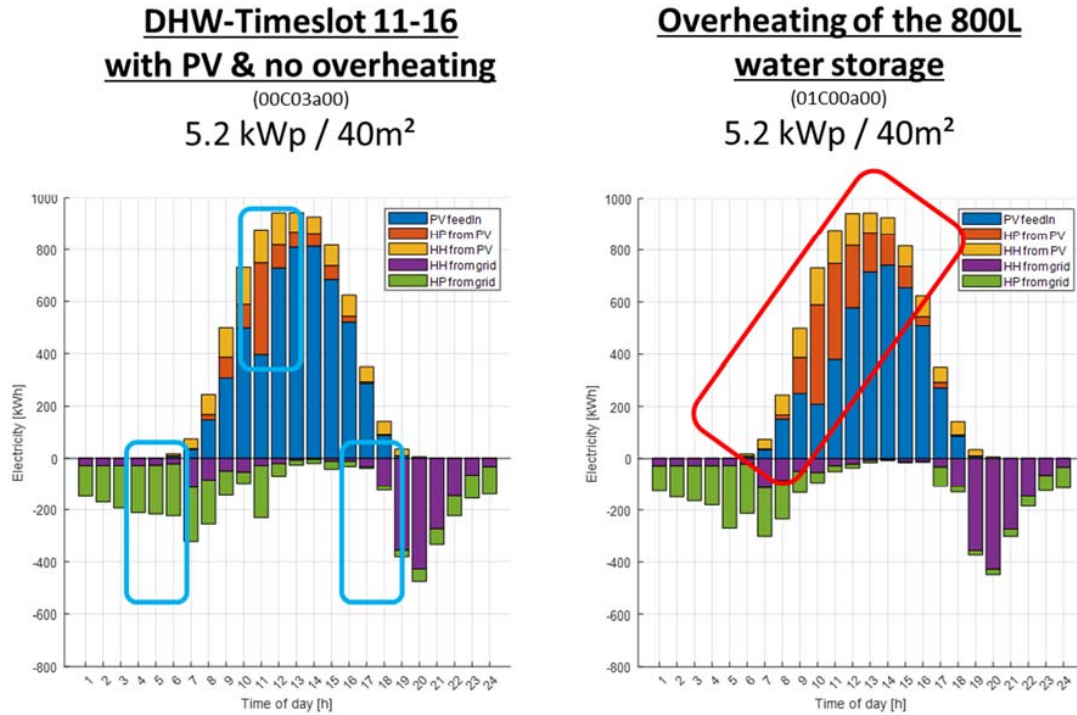 DHW-Timeslot 11-16
with PV & no overheating
(00C03a00)
5.2 kWp / 40m²
Electricity [KWh]
1000
800
600
400
200
0
-200
-400
-600
-800
PV feedIn
HP from PV
HH from PV
HH from grid
HP from grid
1 2 3 4 5 6 7 8 9 10 11 12 13 14 15 16 17 18 19 20 21 22 23 24
Time of day [h]
Overheating of the 800L
water storage
(01C00a00)
5.2 kWp / 40m²
Electricity [KWh]
1000
800
600
400
200
0
-200
-400
-600
-800
PV feedIn
HP from PV
HH from PV
HH from grid
HP from grid
1 2 3 4 5 6 7 8 9 10 11 12 13 14 15 16 17 18 19 20 21 22 23 24
Time of day [h]